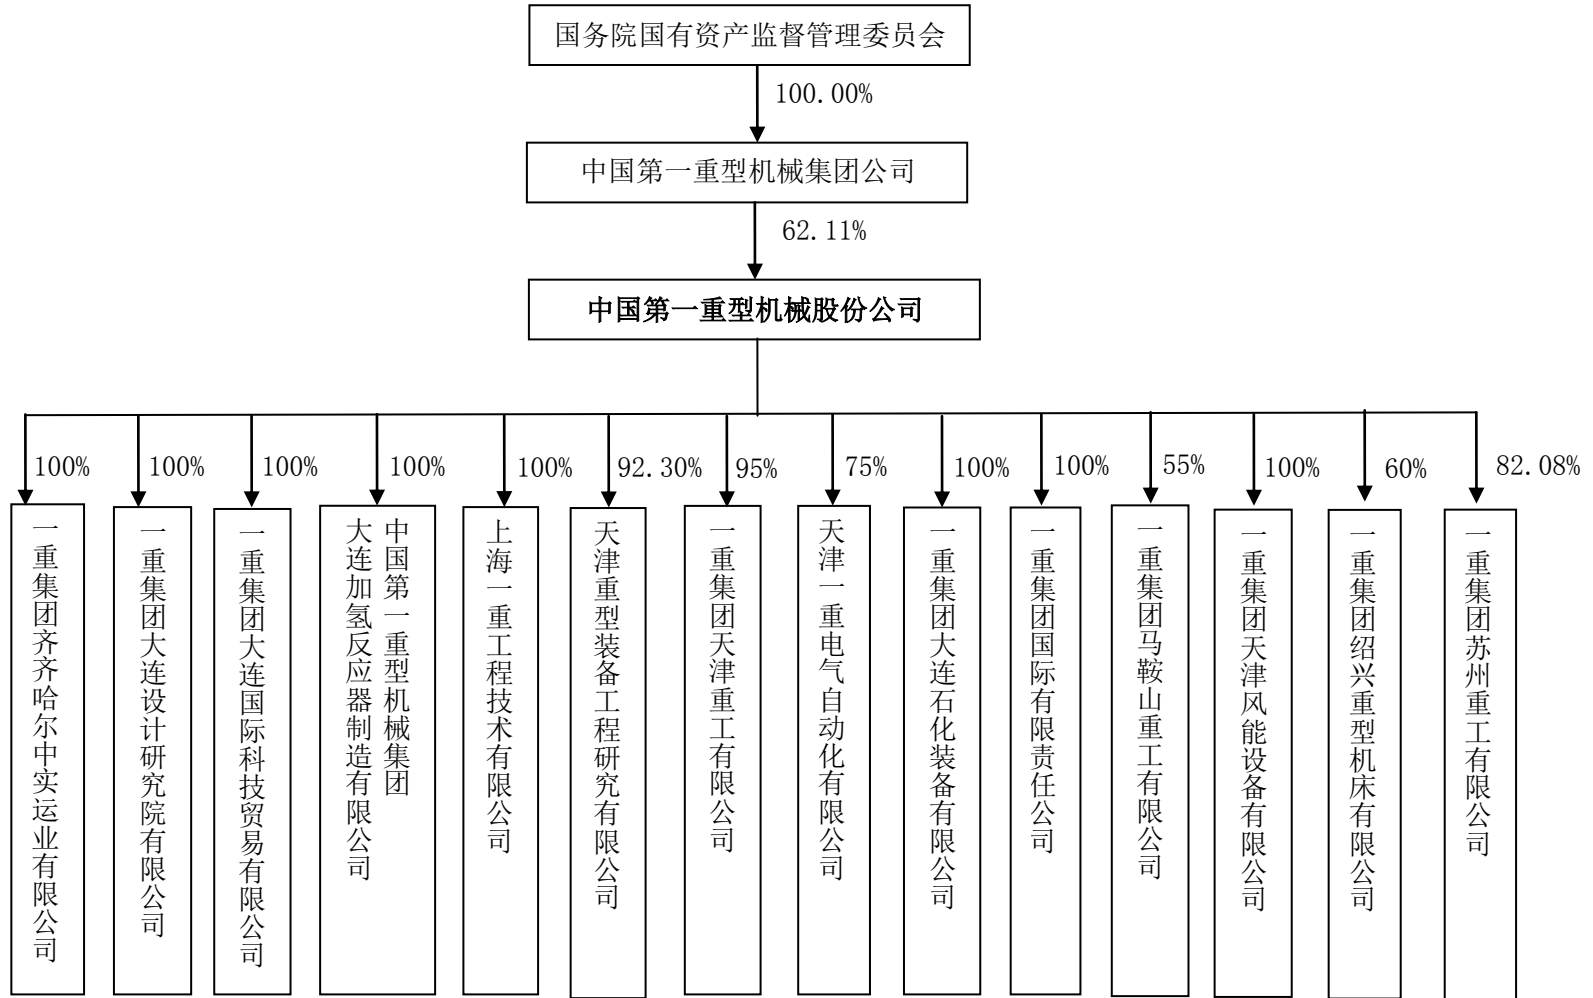 国务院国有资产监督管理委员会
100.00%
中国第一重型机械集团公司
62.11%
中国第一重型机械股份公司
100%
100%
100%
100%
100%
92.30%
95%
75%
100%
100%
55%
100%
60%
82.08%
一重集团齐齐哈尔中实运业有限公司
一重集团大连设计研究院有限公司
一重集团大连国际科技贸易有限公司
中国第一重型机械集团
大连加氢反应器制造有限公司
上海一重工程技术有限公司
天津重型装备工程研究有限公司
一重集团天津重工有限公司
天津一重电气自动化有限公司
一重集团大连石化装备有限公司
一重集团国际有限责任公司
一重集团马鞍山重工有限公司
一重集团天津风能设备有限公司
一重集团绍兴重型机床有限公司
一重集团苏州重工有限公司